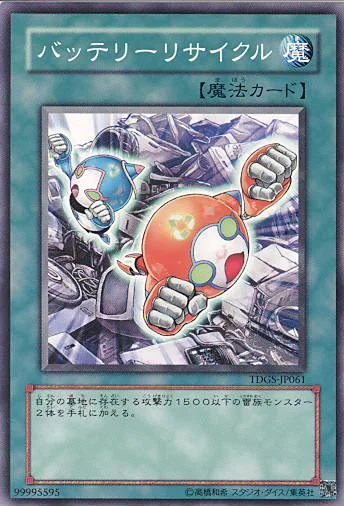 バッテリーリサイクル
魔
【魔法カード】
TDGS-JP061
自分の墓地に存在する攻撃力1500以下の雷族モンスター
2体を手札に加える。
99995595
©高橋和希 スタジオ・ダイス/集英社